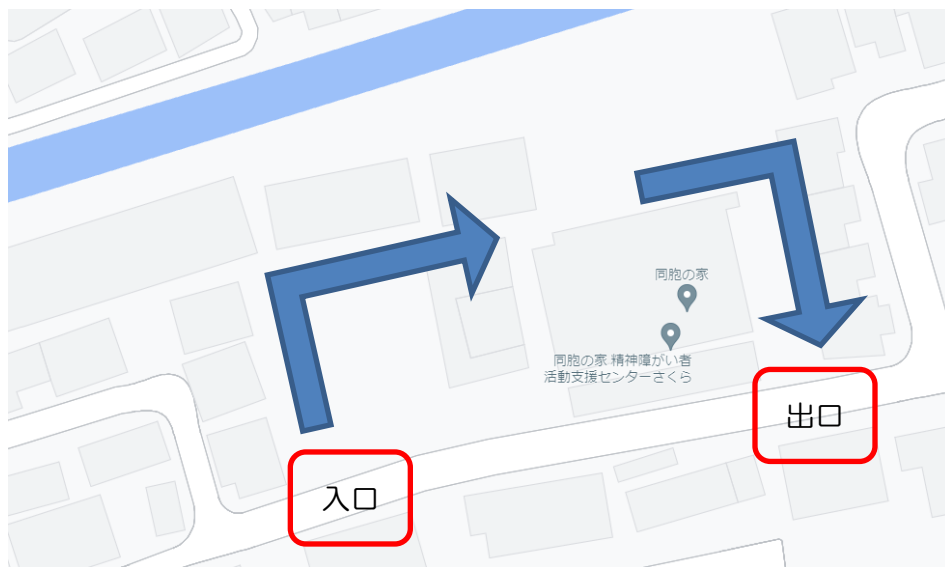 同胞の家
同胞の家 精神障がい者
活動支援センターさくら
出口
入口